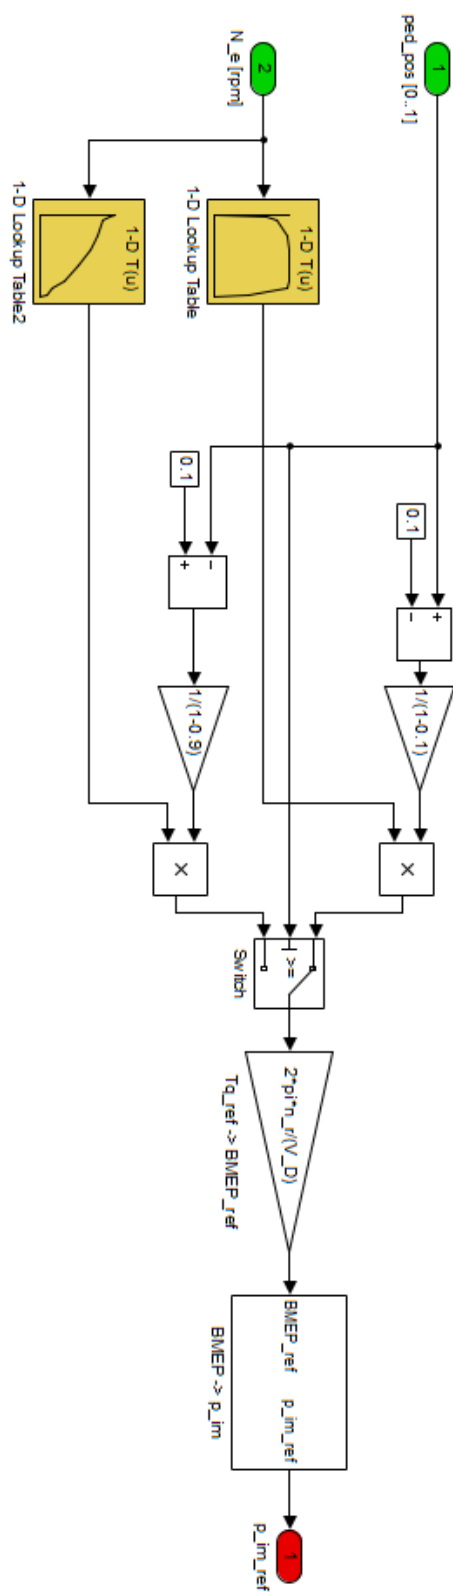 1
ped_pos [0..1]
2
N_e [rpm]
1-D T(u)
1-D Lookup Table
1-D T(u)
1-D Lookup Table2
0.1
+
−
1/(1-0.1)
×
0.1
−
+
1/(1-0.9)
×
>=
Switch
2*pi*n_r/(V_D)
Tq_ref -> BMEP_ref
BMEP_ref
p_im_ref
BMEP -> p_im
1
p_im_ref